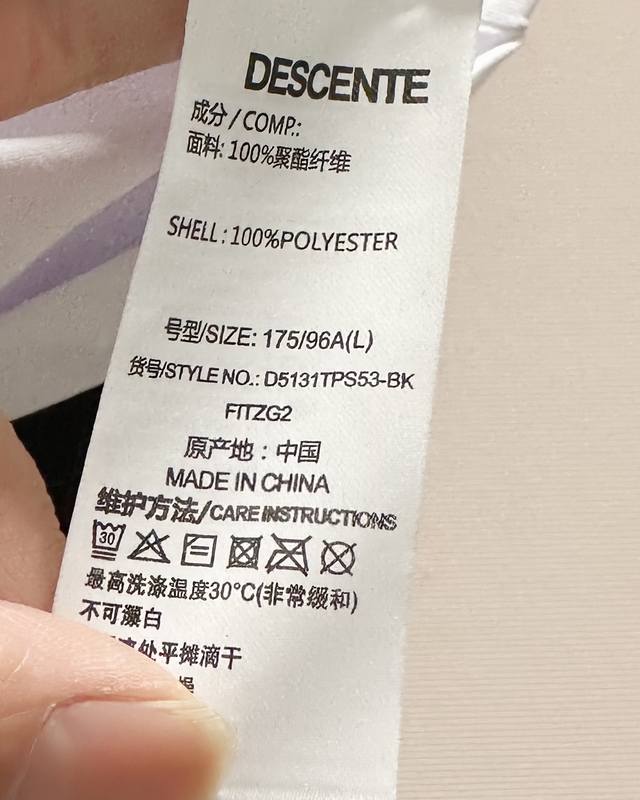 DESCENTE
成分/COMP.:
面料: 100%聚酯纤维
SHELL:100%POLYESTER
号型/SIZE: 175/96A(L)
货号/STYLE NO.: D5131TPS53-BK
FITZG2
原产地：中国
MADE IN CHINA
维护方法/CARE INSTRUCTIONS
30
最高洗涤温度30°C(非常缓和)
不可漂白
处平摊滴干
燥